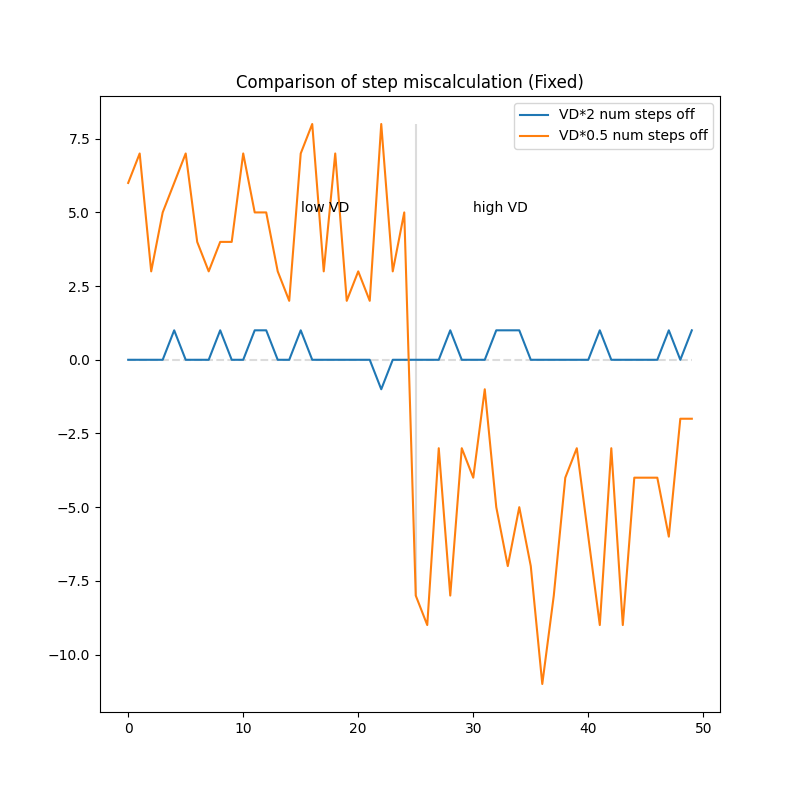 Comparison of step miscalculation (Fixed)
VD*2 num steps off
VD*0.5 num steps off
7.5
low VD
high VD
5.0
2.5
0.0
−2.5
−5.0
−7.5
−10.0
0
10
20
30
40
50